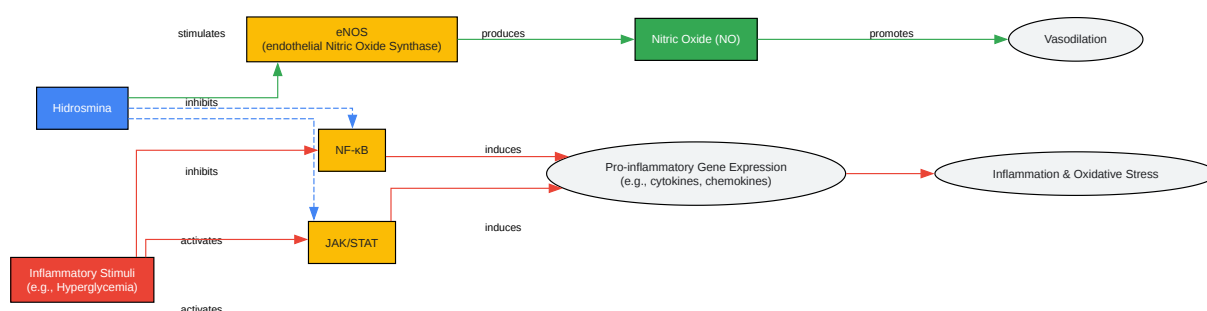 stimulates
eNOS
(endothelial Nitric Oxide Synthase)
produces
Nitric Oxide (NO)
promotes
Vasodilation
Hidrosmina
inhibits
NF-κB
induces
Pro-inflammatory Gene Expression
(e.g., cytokines, chemokines)
Inflammation & Oxidative Stress
inhibits
JAK/STAT
induces
activates
Inflammatory Stimuli
(e.g., Hyperglycemia)
activates